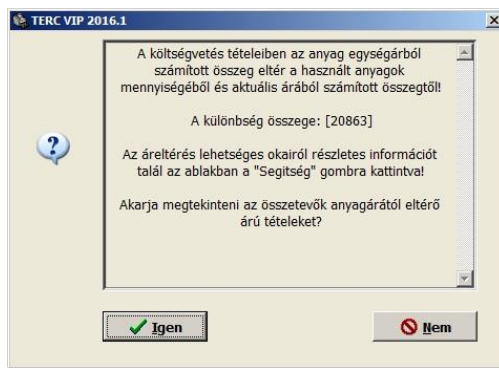 TERC VIP 2016.1
A költségvetés tételeiben az anyag egységárból
számított összeg eltér a használt anyagok
mennyiségéből és aktuális árából számított összegtől!
A különbség összege: [20863]
Az áreltérés lehetséges okairól részletes információt
talál az ablakban a "Segitség" gombra kattintva!
Akarja megtekinteni az összetevők anyagárától eltérő
árú tételeket?
Igen
Nem